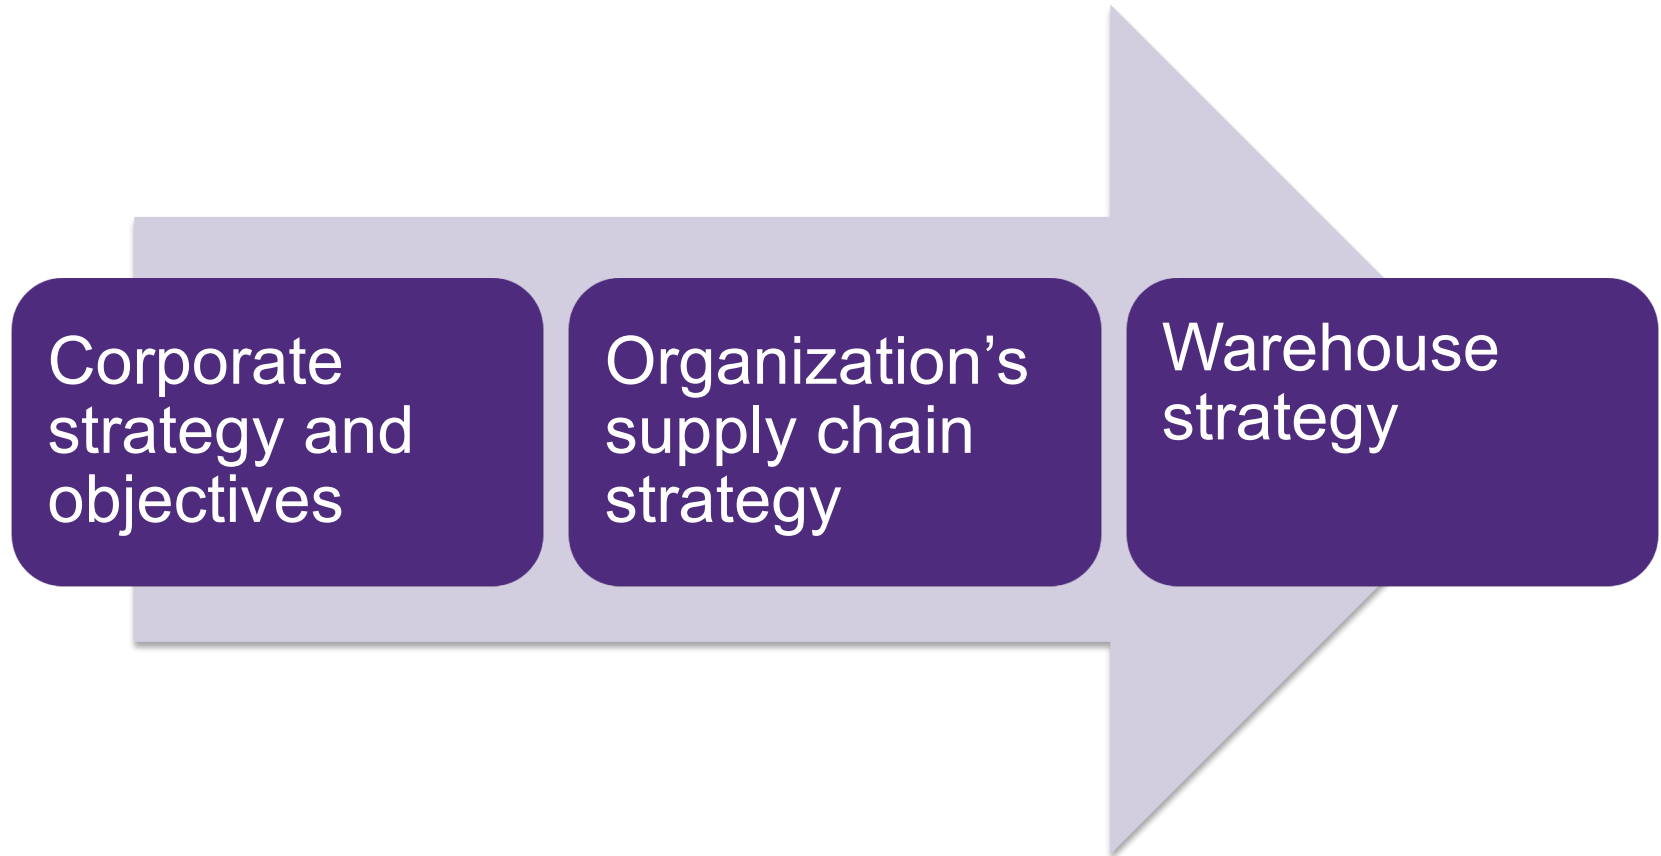 Corporate
strategy and
objectives
Organization’s
supply chain
strategy
Warehouse
strategy